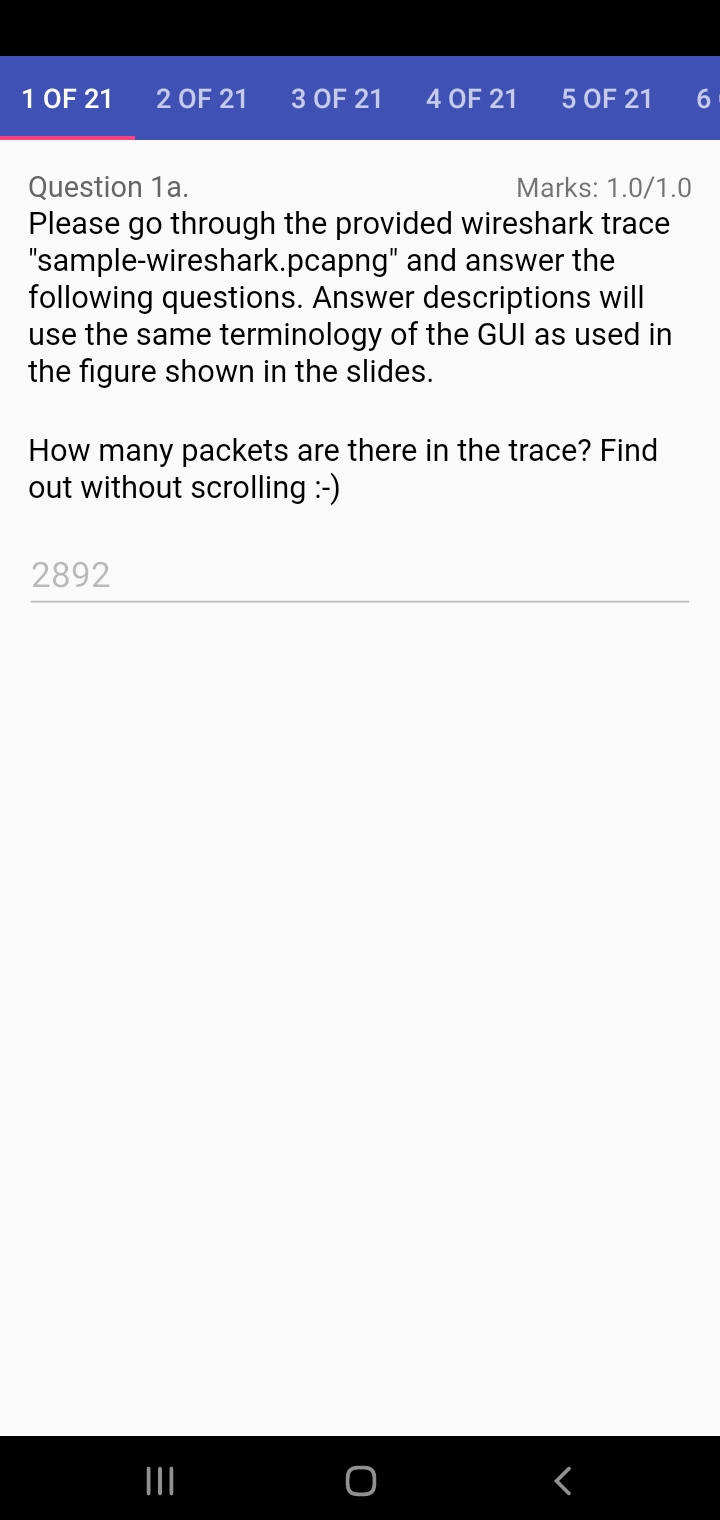 1 OF 21 2 OF 21 3 OF 21 4 OF 21 5 OF 21 6
Question 1a. Marks: 1.0/1.0
Please go through the provided wireshark trace
"sample-wireshark.pcapng" and answer the
following questions. Answer descriptions will
use the same terminology of the GUI as used in
the figure shown in the slides.
How many packets are there in the trace? Find
out without scrolling :-)
2892